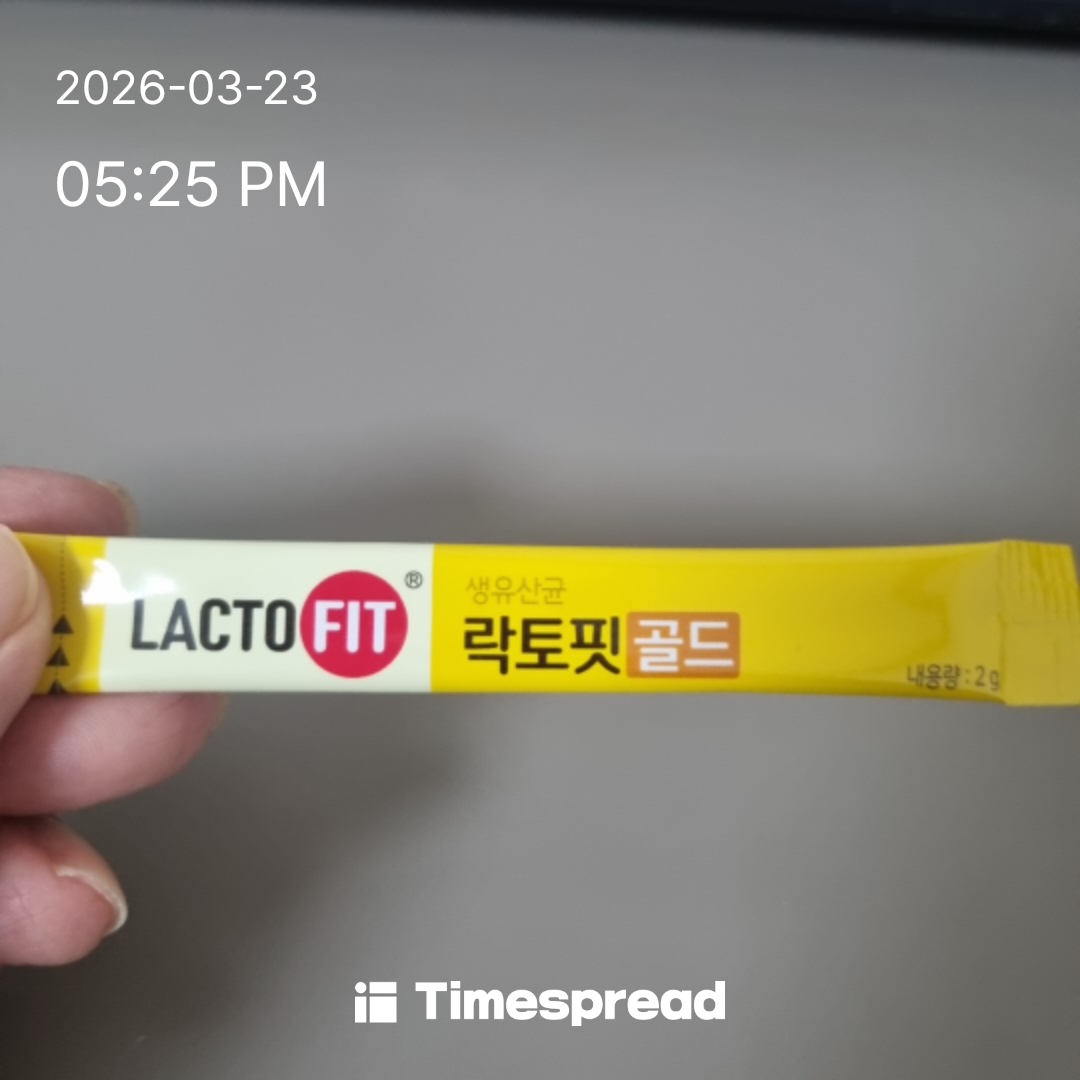 2026-03-23
05:25 PM
LACTO FIT®
생유산균
락토핏 골드
내용량 : 2g
Timespread